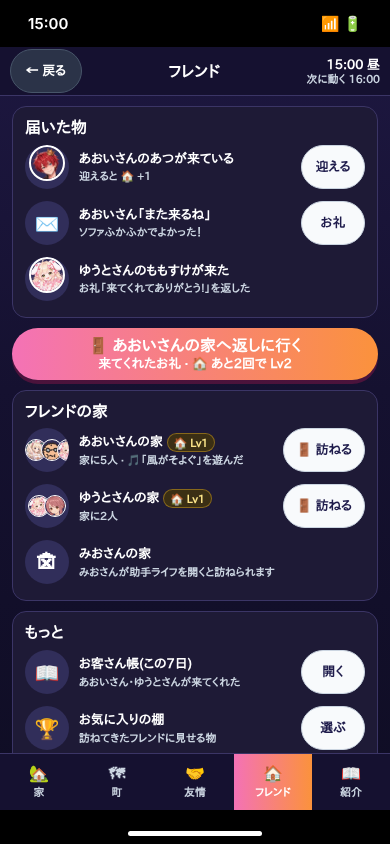 15:00
← 戻る
フレンド
15:00 昼
次に動く 16:00
届いた物
あおいさんのあつが来ている
迎えると 🏠 +1
迎える
あおいさん「また来るね」
ソファふかふかでよかった!
お礼
ゆうとさんのももすけが来た
お礼「来てくれてありがとう!」を返した
🚪 あおいさんの家へ返しに行く
来てくれたお礼・🏠 あと2回で Lv2
フレンドの家
あおいさんの家 🏠 Lv1
家に5人・🎵「風がそよぐ」を遊んだ
🚪 訪ねる
ゆうとさんの家 🏠 Lv1
家に2人
🚪 訪ねる
みおさんの家
みおさんが助手ライフを開くと訪ねられます
もっと
お客さん帳(この7日)
あおいさん・ゆうとさんが来てくれた
開く
お気に入りの棚
訪ねてきたフレンドに見せる物
選ぶ
家
町
友情
フレンド
紹介